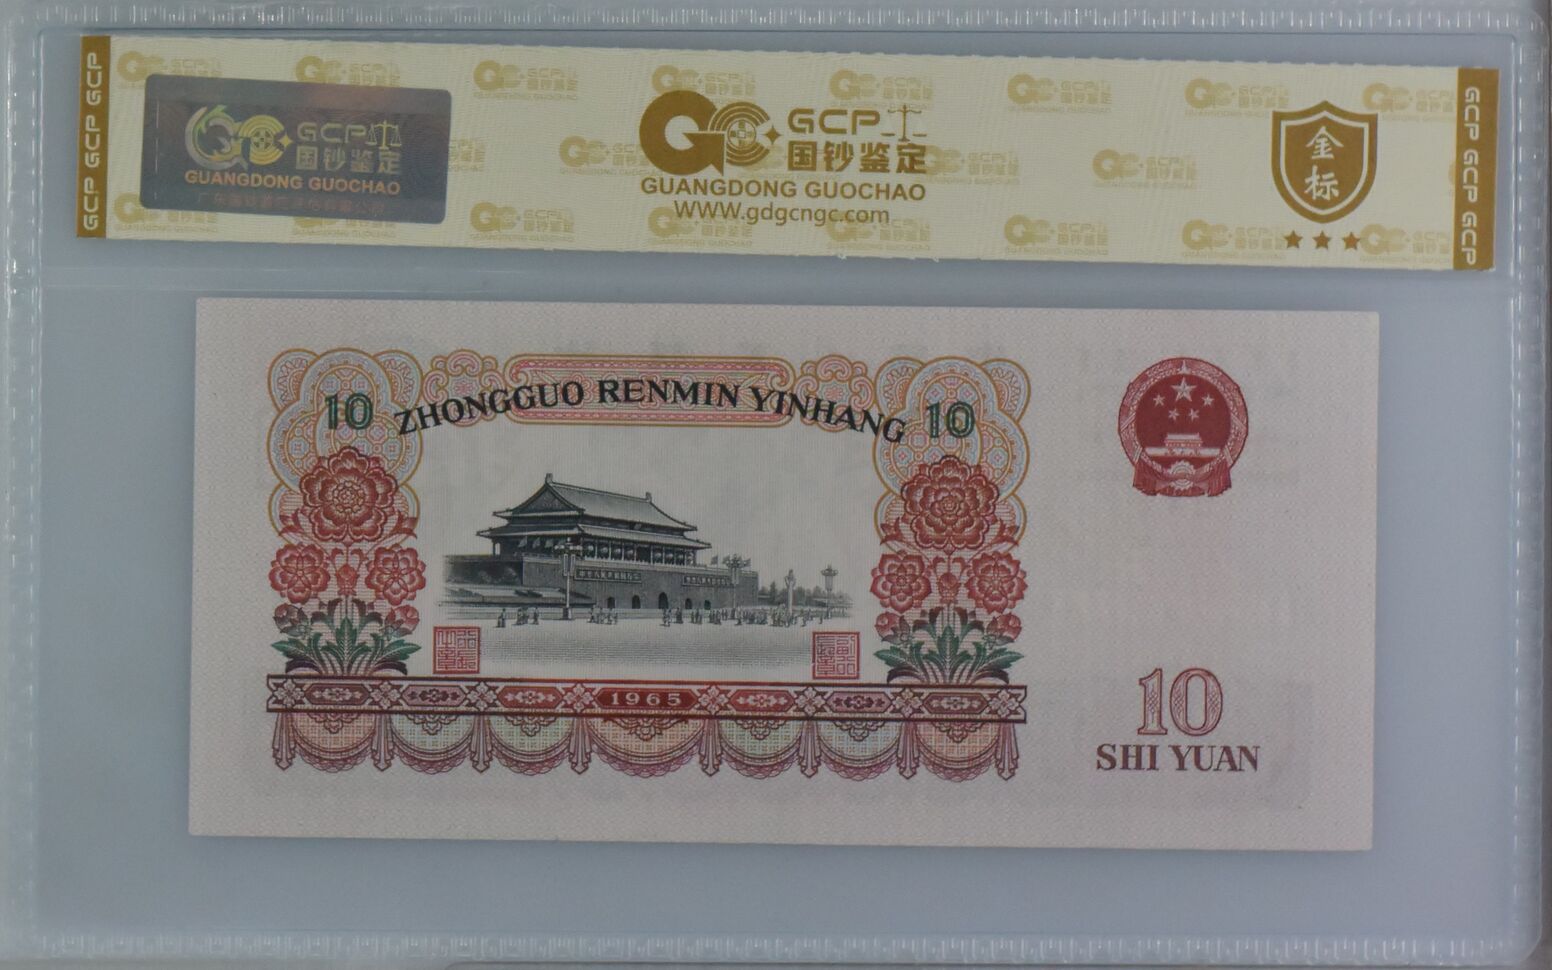 GCP GCP GCP
GCP
国钞鉴定
GUANGDONG GUOCHAO
GCP
国钞鉴定
GUANGDONG GUOCHAO
WWW.gdgcngc.com
金标
GCP GCP GCP
10
ZHONGGUO RENMIN YINHANG
10
1965
10
SHI YUAN